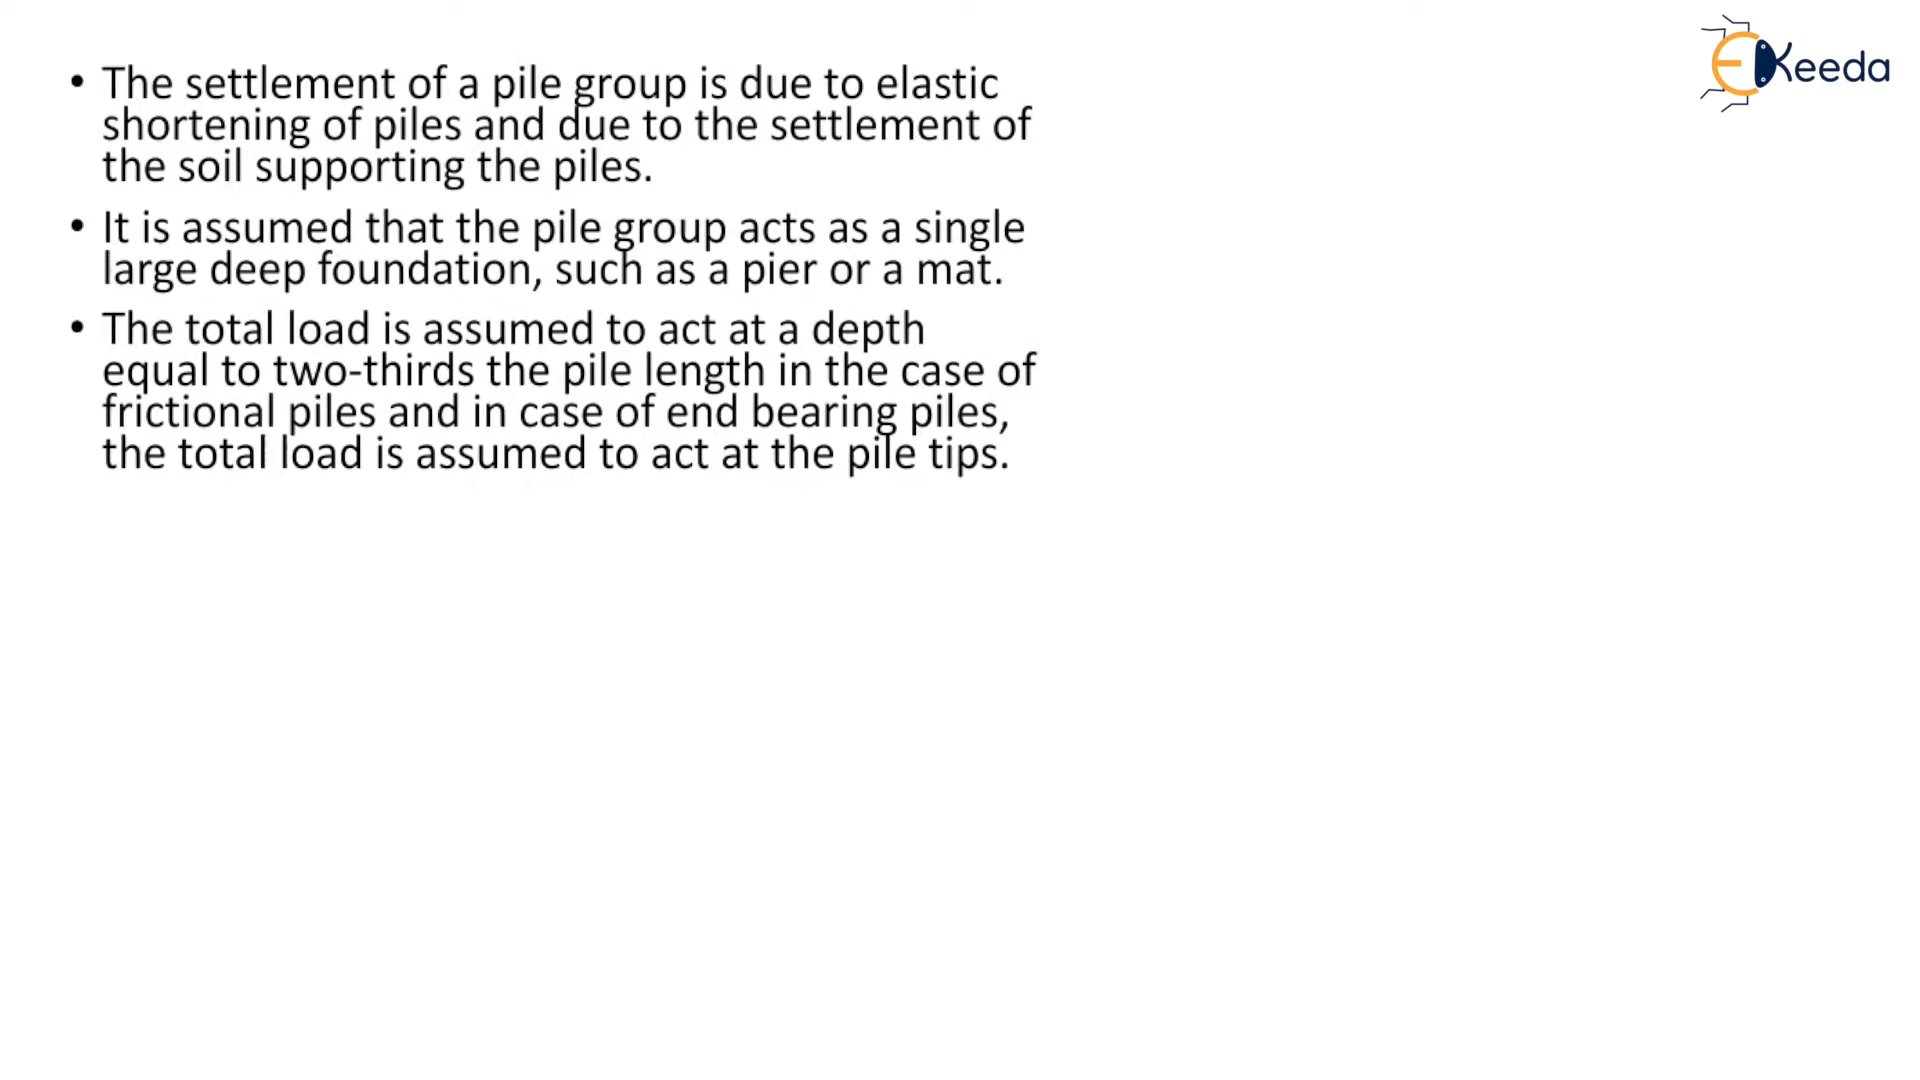 EKeeda
• The settlement of a pile group is due to elastic
shortening of piles and due to the settlement of
the soil supporting the piles.
• It is assumed that the pile group acts as a single
large deep foundation, such as a pier or a mat.
• The total load is assumed to act at a depth
equal to two-thirds the pile length in the case of
frictional piles and in case of end bearing piles,
the total load is assumed to act at the pile tips.